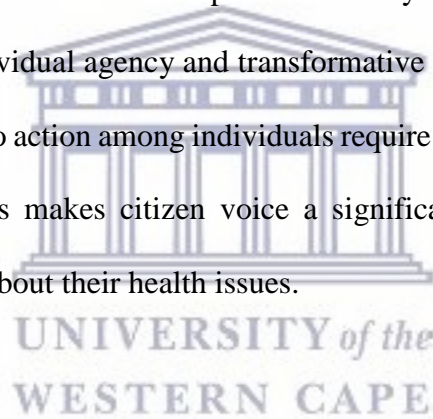 ividual agency and transformative
o action among individuals require
s makes citizen voice a significa
bout their health issues.
UNIVERSITY of the
WESTERN CAPE